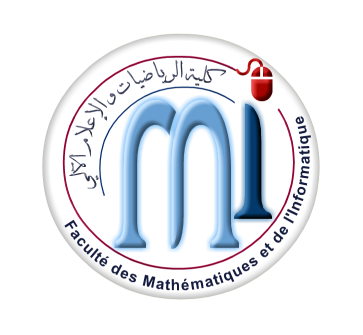 كلية الرياضيات والإعلام الآلي
MI
Faculté des Mathématiques et de l'Informatique